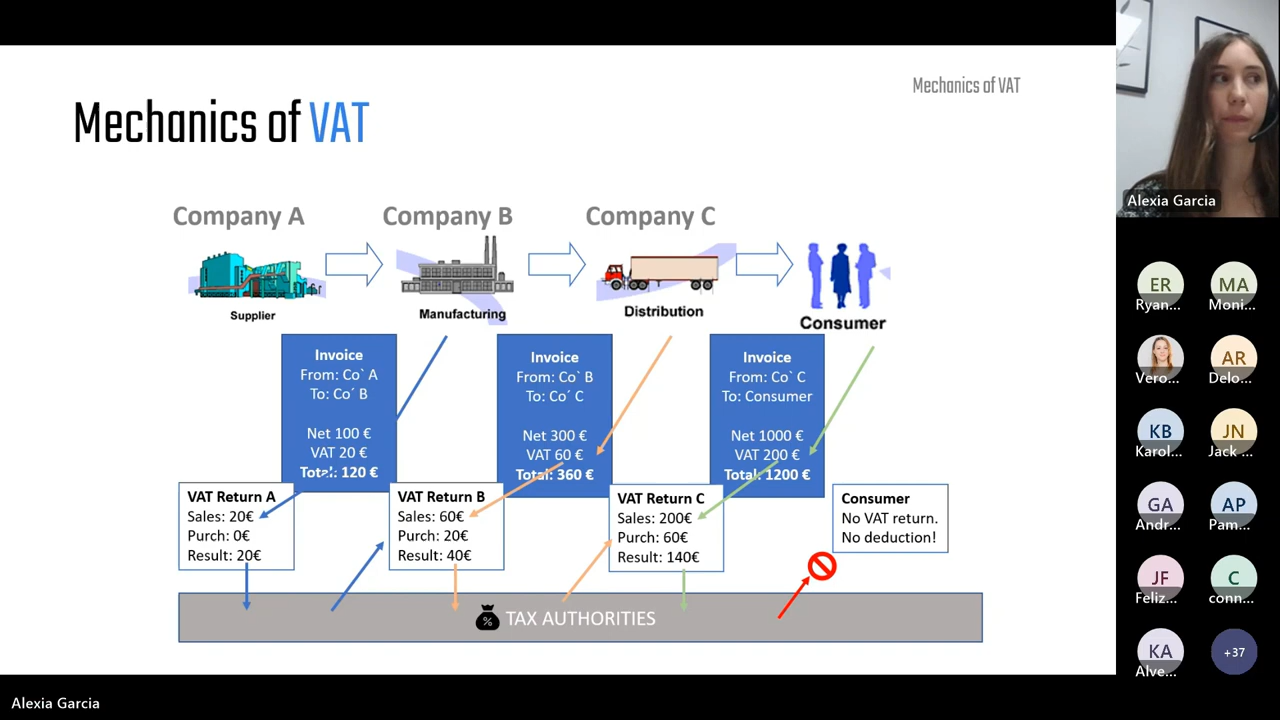 Mechanics of VAT
Mechanics of VAT
Company A
Company B
Company C
Supplier
Manufacturing
Distribution
Consumer
Invoice
From: Co` A
To: Co´ B
Net 100 €
VAT 20 €
Total: 120 €
Invoice
From: Co` B
To: Co´ C
Net 300 €
VAT 60 €
Total: 360 €
Invoice
From: Co` C
To: Consumer
Net 1000 €
VAT 200 €
Total: 1200 €
VAT Return A
Sales: 20€
Purch: 0€
Result: 20€
VAT Return B
Sales: 60€
Purch: 20€
Result: 40€
VAT Return C
Sales: 200€
Purch: 60€
Result: 140€
Consumer
No VAT return.
No deduction!
% TAX AUTHORITIES
Alexia Garcia
ER
Ryan...
MA
Moni...
Vero...
AR
Delo...
KB
Karol...
JN
Jack ...
GA
Andr...
AP
Pam...
JF
Feliz...
C
conn...
KA
Alve...
+37
Alexia Garcia